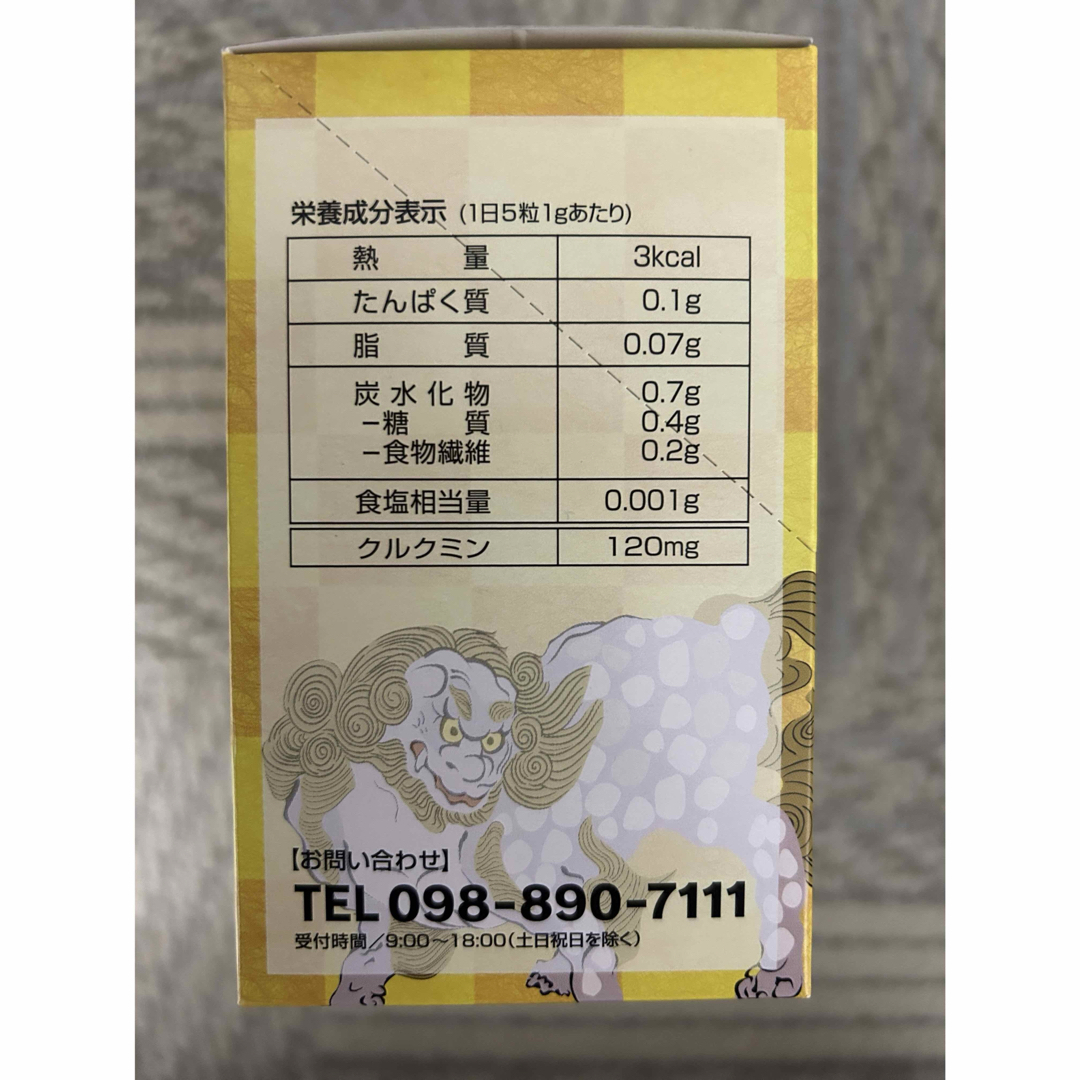 栄養成分表示 (1日5粒1gあたり)
熱量 3kcal
たんぱく質 0.1g
脂質 0.07g
炭水化物 0.7g
−糖質 0.4g
−食物繊維 0.2g
食塩相当量 0.001g
クルクミン 120mg
【お問い合わせ】
TEL 098-890-7111
受付時間／9:00〜18:00(土日祝日を除く)